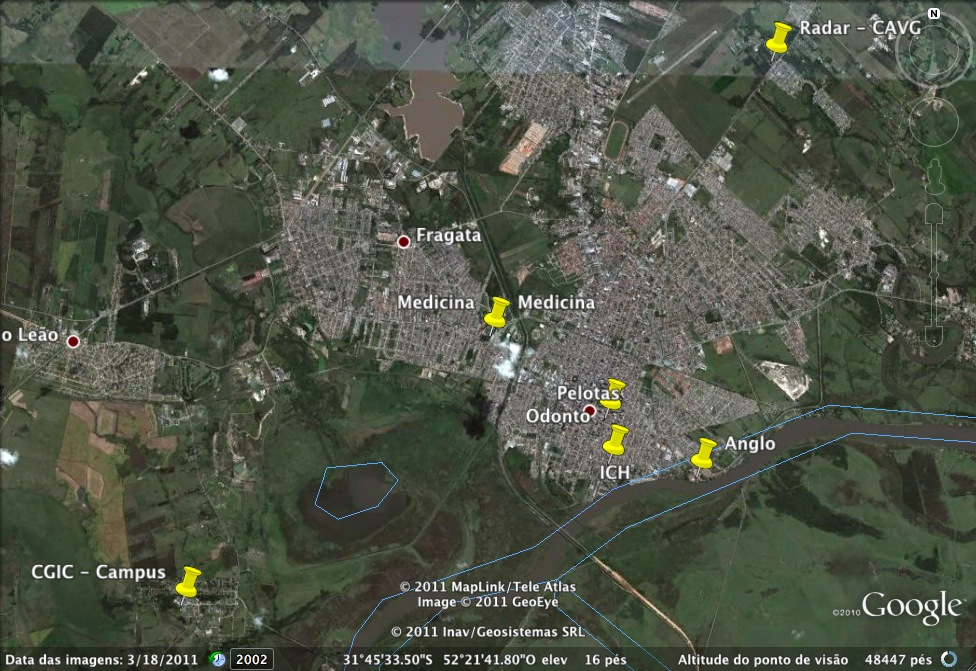 N
Radar - CAVG
Fragata
Medicina
Medicina
o Leão
Pelotas
Odonto
Anglo
ICH
CGIC - Campus
© 2011 MapLink/Tele Atlas
Image © 2011 GeoEye
©2010 Google
© 2011 Inav/Geosistemas SRL
Data das imagens: 3/18/2011 2002 31°45'33.50"S 52°21'41.80"O elev 16 pés Altitude do ponto de visão 48447 pés